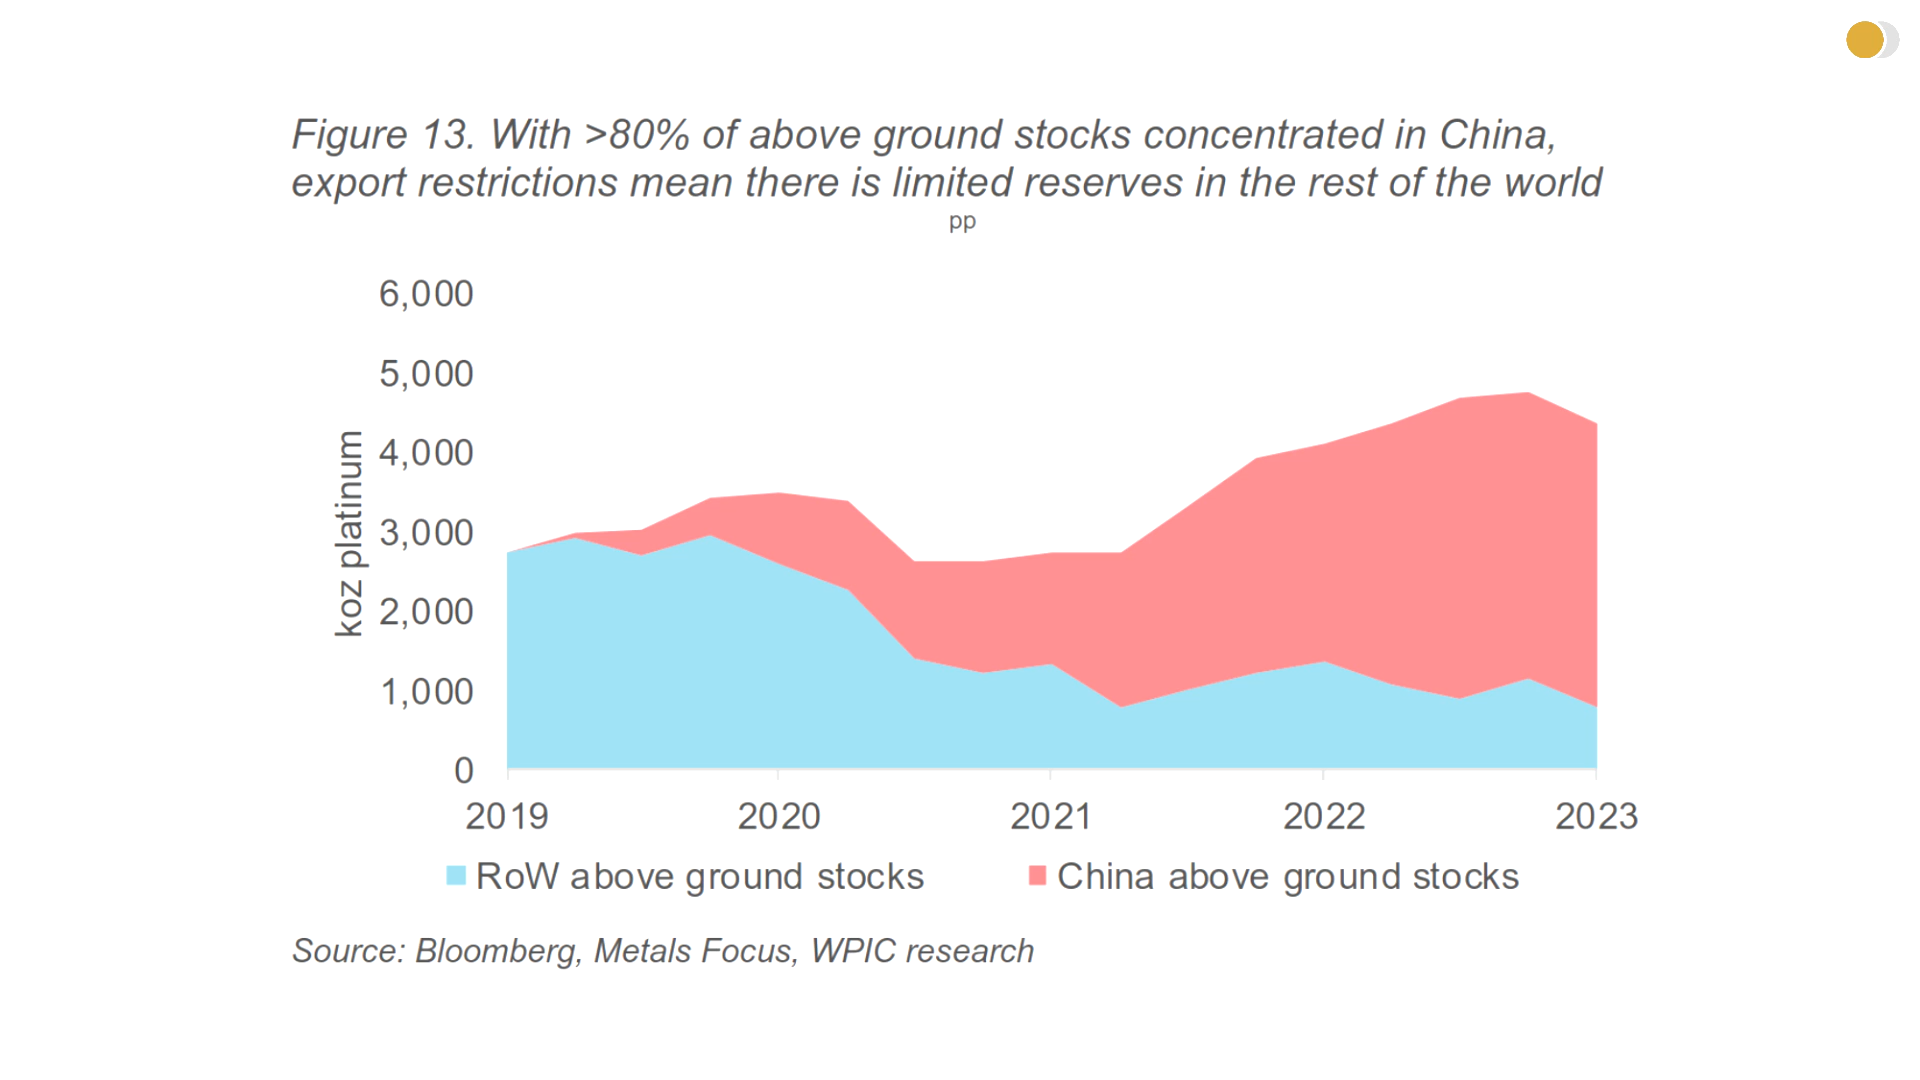 Figure 13. With >80% of above ground stocks concentrated in China,
export restrictions mean there is limited reserves in the rest of the world
pp
6,000
5,000
4,000
3,000
2,000
1,000
0
koz platinum
2019 2020 2021 2022 2023
RoW above ground stocks China above ground stocks
Source: Bloomberg, Metals Focus, WPIC research